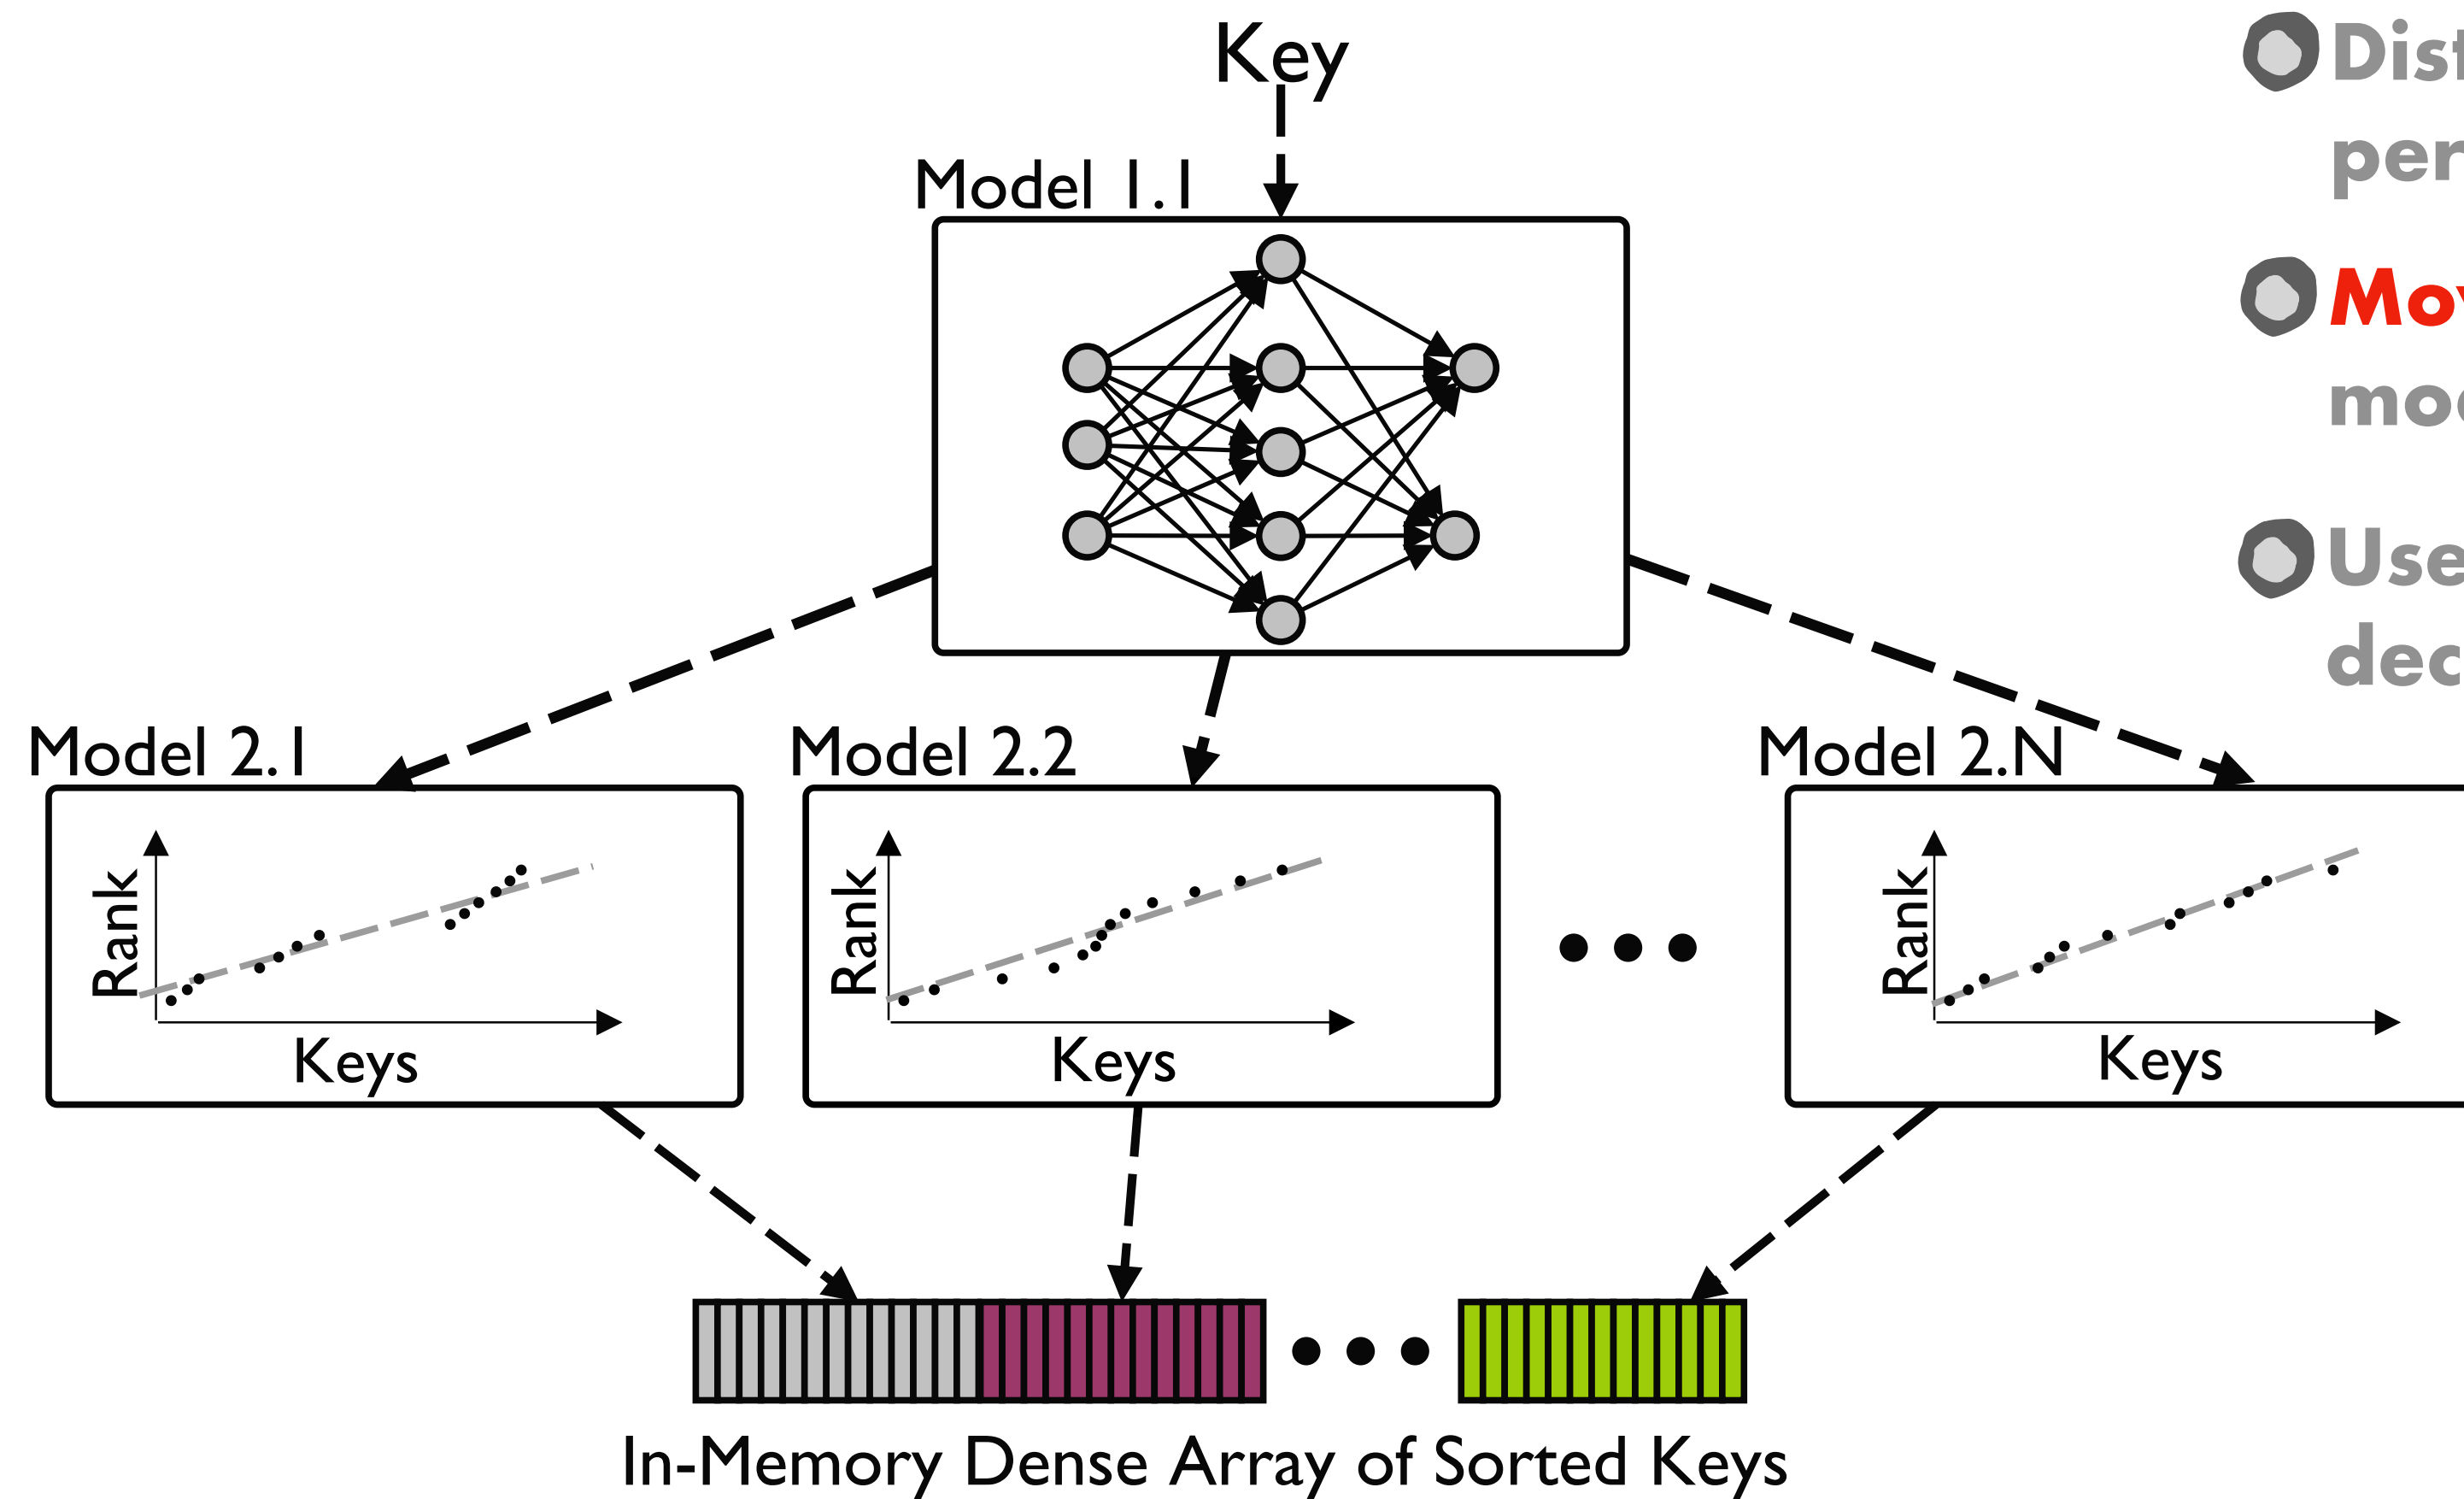 Key
Model 1.1
Model 2.1
Model 2.2
Model 2.N
Rank
Keys
Rank
Keys
Rank
Keys
In-Memory Dense Array of Sorted Keys